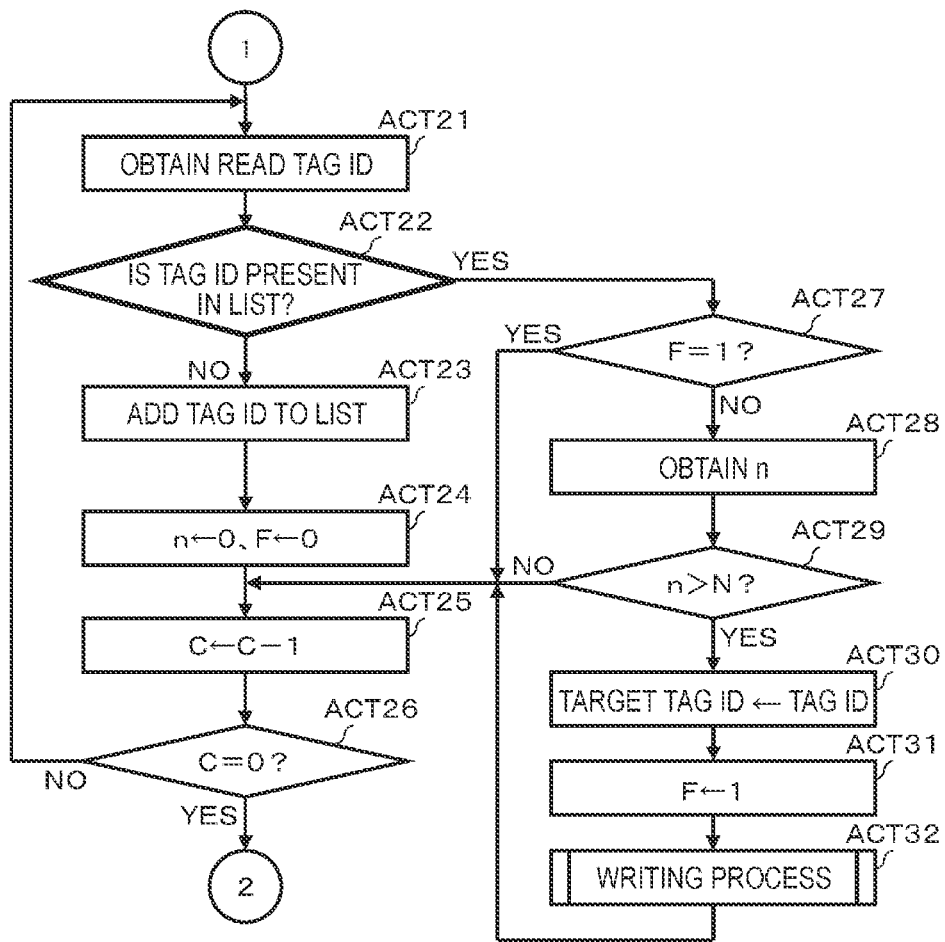 1
ACT21
OBTAIN READ TAG ID
ACT22
IS TAG ID PRESENT
IN LIST?
YES
NO
ACT23
ADD TAG ID TO LIST
ACT24
n←0、F←0
ACT25
C←C−1
ACT26
C=0?
NO
YES
2
ACT27
F=1?
YES
NO
ACT28
OBTAIN n
ACT29
n>N?
NO
YES
ACT30
TARGET TAG ID ← TAG ID
ACT31
F←1
ACT32
WRITING PROCESS